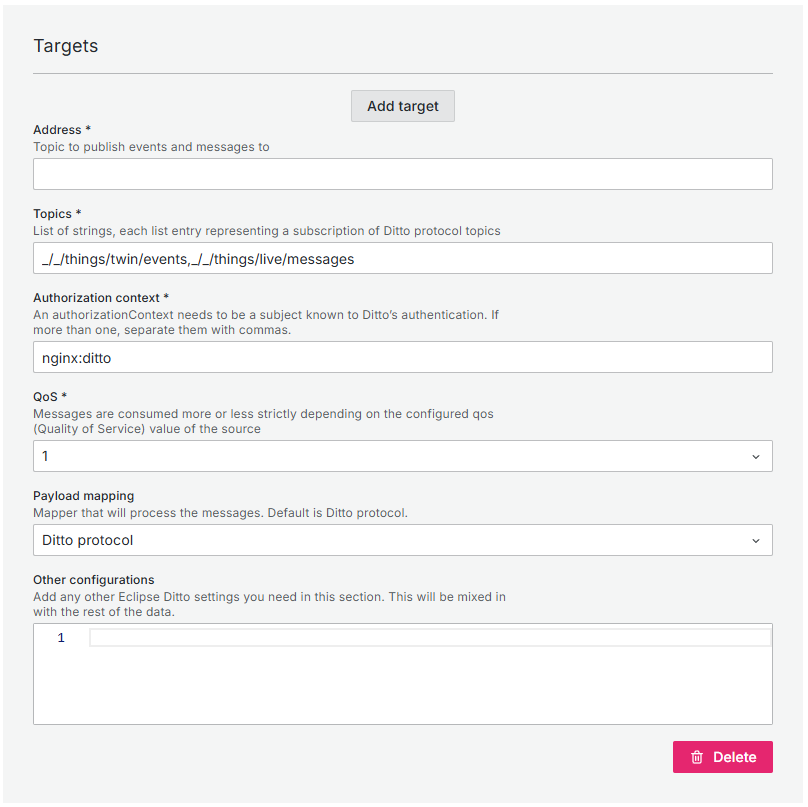 Targets
Add target
Address *
Topic to publish events and messages to
Topics *
List of strings, each list entry representing a subscription of Ditto protocol topics
_/_/things/twin/events,_/_/things/live/messages
Authorization context *
An authorizationContext needs to be a subject known to Ditto's authentication. If
more than one, separate them with commas.
nginx:ditto
QoS *
Messages are consumed more or less strictly depending on the configured qos
(Quality of Service) value of the source
1
Payload mapping
Mapper that will process the messages. Default is Ditto protocol.
Ditto protocol
Other configurations
Add any other Eclipse Ditto settings you need in this section. This will be mixed in
with the rest of the data.
1
Delete